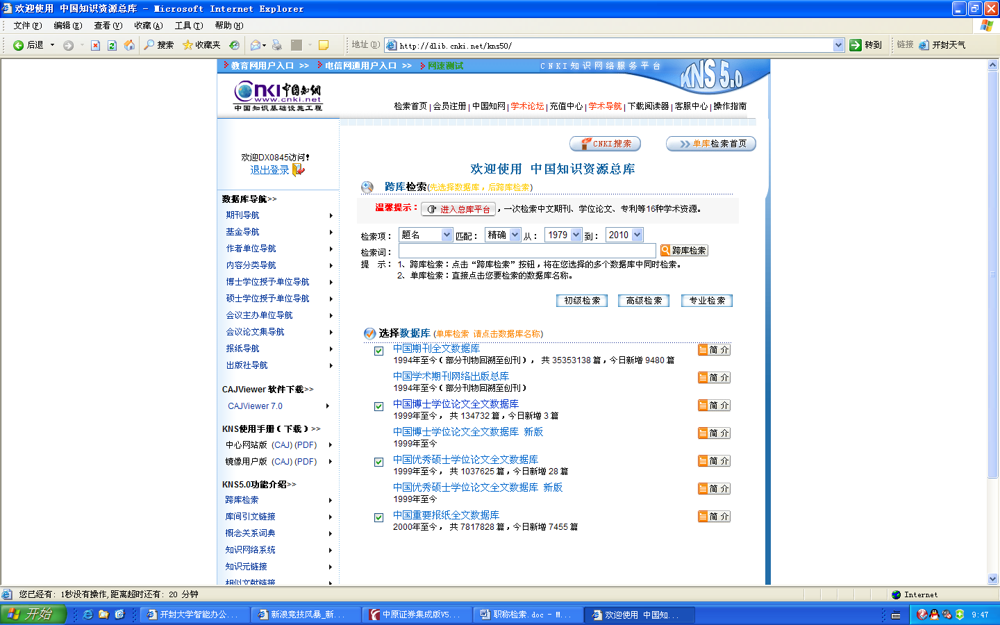 欢迎使用 中国知识资源总库 - Microsoft Internet Explorer
文件(F) 编辑(E) 查看(V) 收藏(A) 工具(T) 帮助(H)
后退 搜索 收藏夹 地址(D) http://dlib.cnki.net/kns50/ 转到 链接 开封天气
教育网用户入口 >> 电信网通用户入口 >> 网速测试 CNKI知识网络服务平台 KNS 5.0
Cnki 中国知网
www.cnki.net
中国知识基础设施工程
检索首页 | 会员注册 | 中国知网 | 学术论坛 | 充值中心 | 学术导航 | 下载阅读器 | 客服中心 | 操作指南
欢迎DX0845访问!
退出登录
CNKI搜索 单库检索首页
欢迎使用 中国知识资源总库
跨库检索(先选择数据库，后跨库检索)
温馨提示： 进入总库平台 ，一次检索中文期刊、学位论文、专利等16种学术资源。
检索项： 题名 匹配： 精确 从： 1979 到： 2010
检索词： 跨库检索
提 示： 1、跨库检索：点击“跨库检索”按钮，将在您选择的多个数据库中同时检索。
2、单库检索：直接点击您要检索的数据库名称。
初级检索 高级检索 专业检索
数据库导航>>
期刊导航
基金导航
作者单位导航
内容分类导航
博士学位授予单位导航
硕士学位授予单位导航
会议主办单位导航
会议论文集导航
报纸导航
出版社导航
CAJViewer 软件下载>>
CAJViewer 7.0
KNS使用手册（下载）>>
中心网站版 (CAJ) (PDF)
镜像用户版 (CAJ) (PDF)
KNS5.0功能介绍>>
跨库检索
库间引文链接
概念关系词典
知识网络系统
知识元链接
相似文献链接
选择数据库 (单库检索 请点击数据库名称)
中国期刊全文数据库 简 介
1994年至今（部分刊物回溯至创刊）， 共 35353138 篇，今日新增 9480 篇
中国学术期刊网络出版总库 简 介
1994年至今（部分刊物回溯至创刊）
中国博士学位论文全文数据库 简 介
1999年至今， 共 134732 篇，今日新增 3 篇
中国博士学位论文全文数据库 新版 简 介
1999年至今
中国优秀硕士学位论文全文数据库 简 介
1999年至今， 共 1037625 篇，今日新增 28 篇
中国优秀硕士学位论文全文数据库 新版 简 介
1999年至今
中国重要报纸全文数据库 简 介
2000年至今， 共 7817828 篇，今日新增 7455 篇
您已经有: 1秒没有操作,距离超时还有: 20 分钟 Internet
开始 开封大学智能办公... 新浪竞技风暴_新... 中原证券集成版V5... 职称检索.doc - M... 欢迎使用 中国知... 9:47